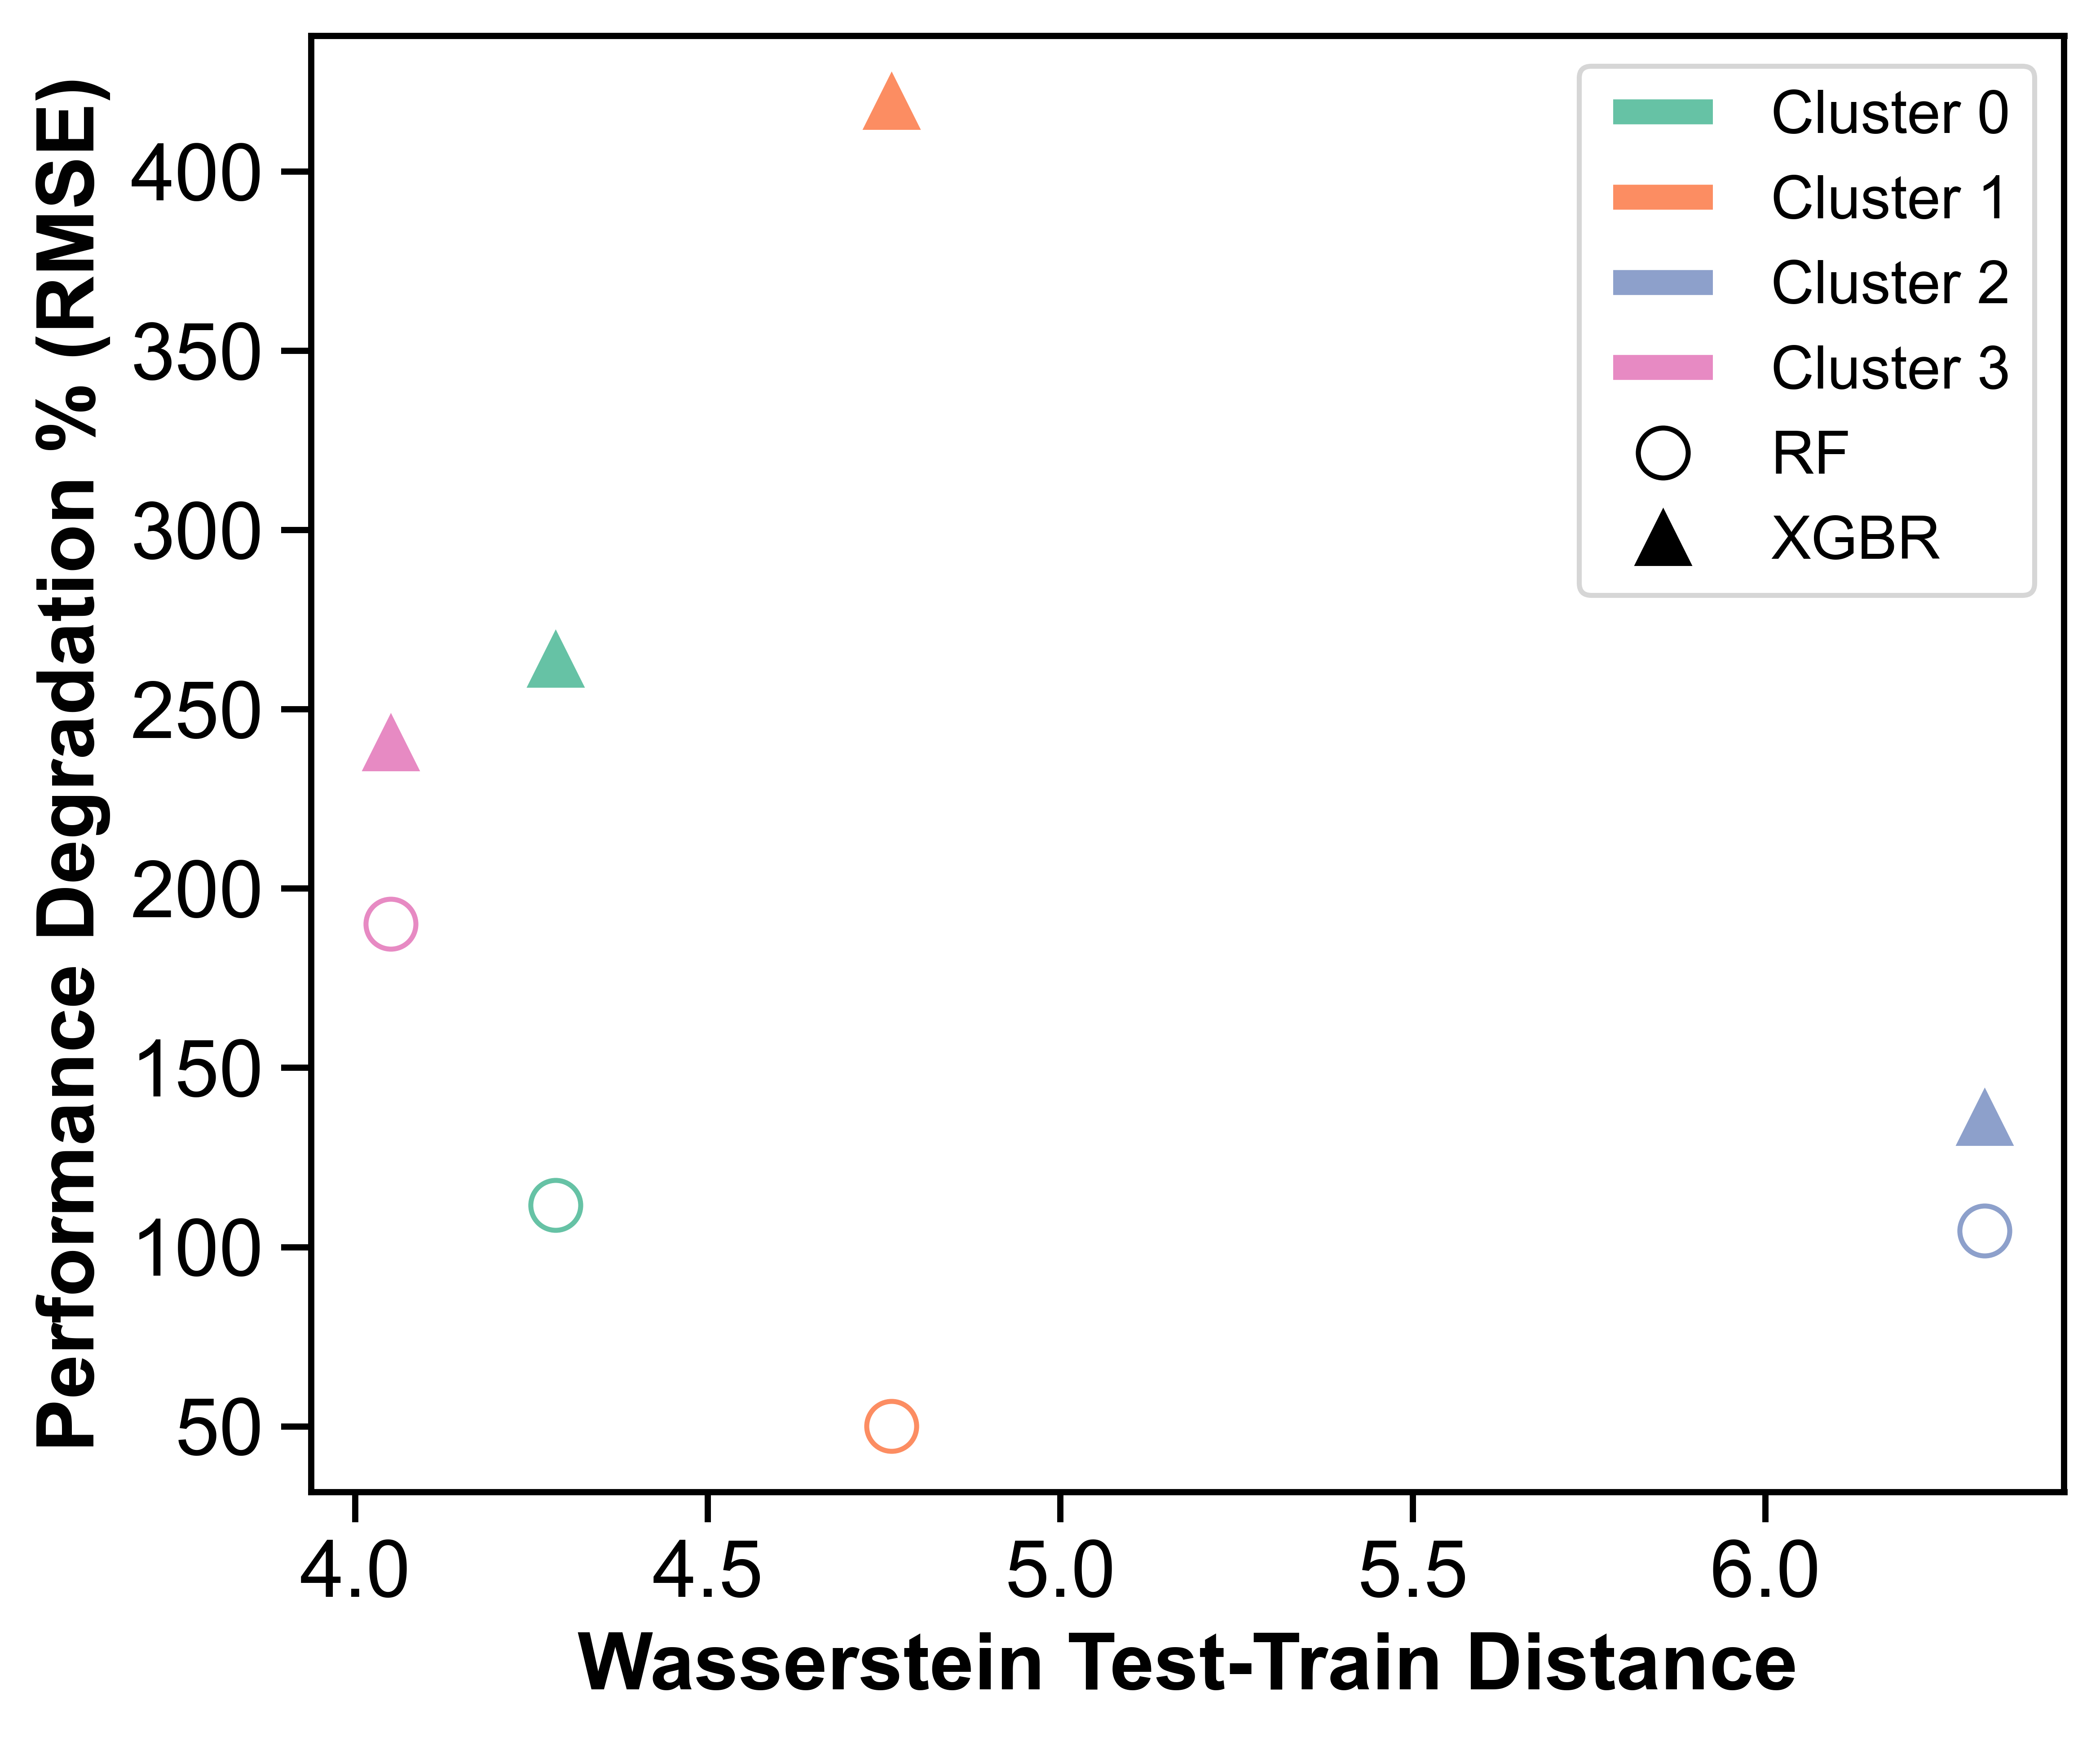 Performance Degradation % (RMSE)
400
350
300
250
200
150
100
50
4.0 4.5 5.0 5.5 6.0
Wasserstein Test-Train Distance
Cluster 0
Cluster 1
Cluster 2
Cluster 3
RF
XGBR